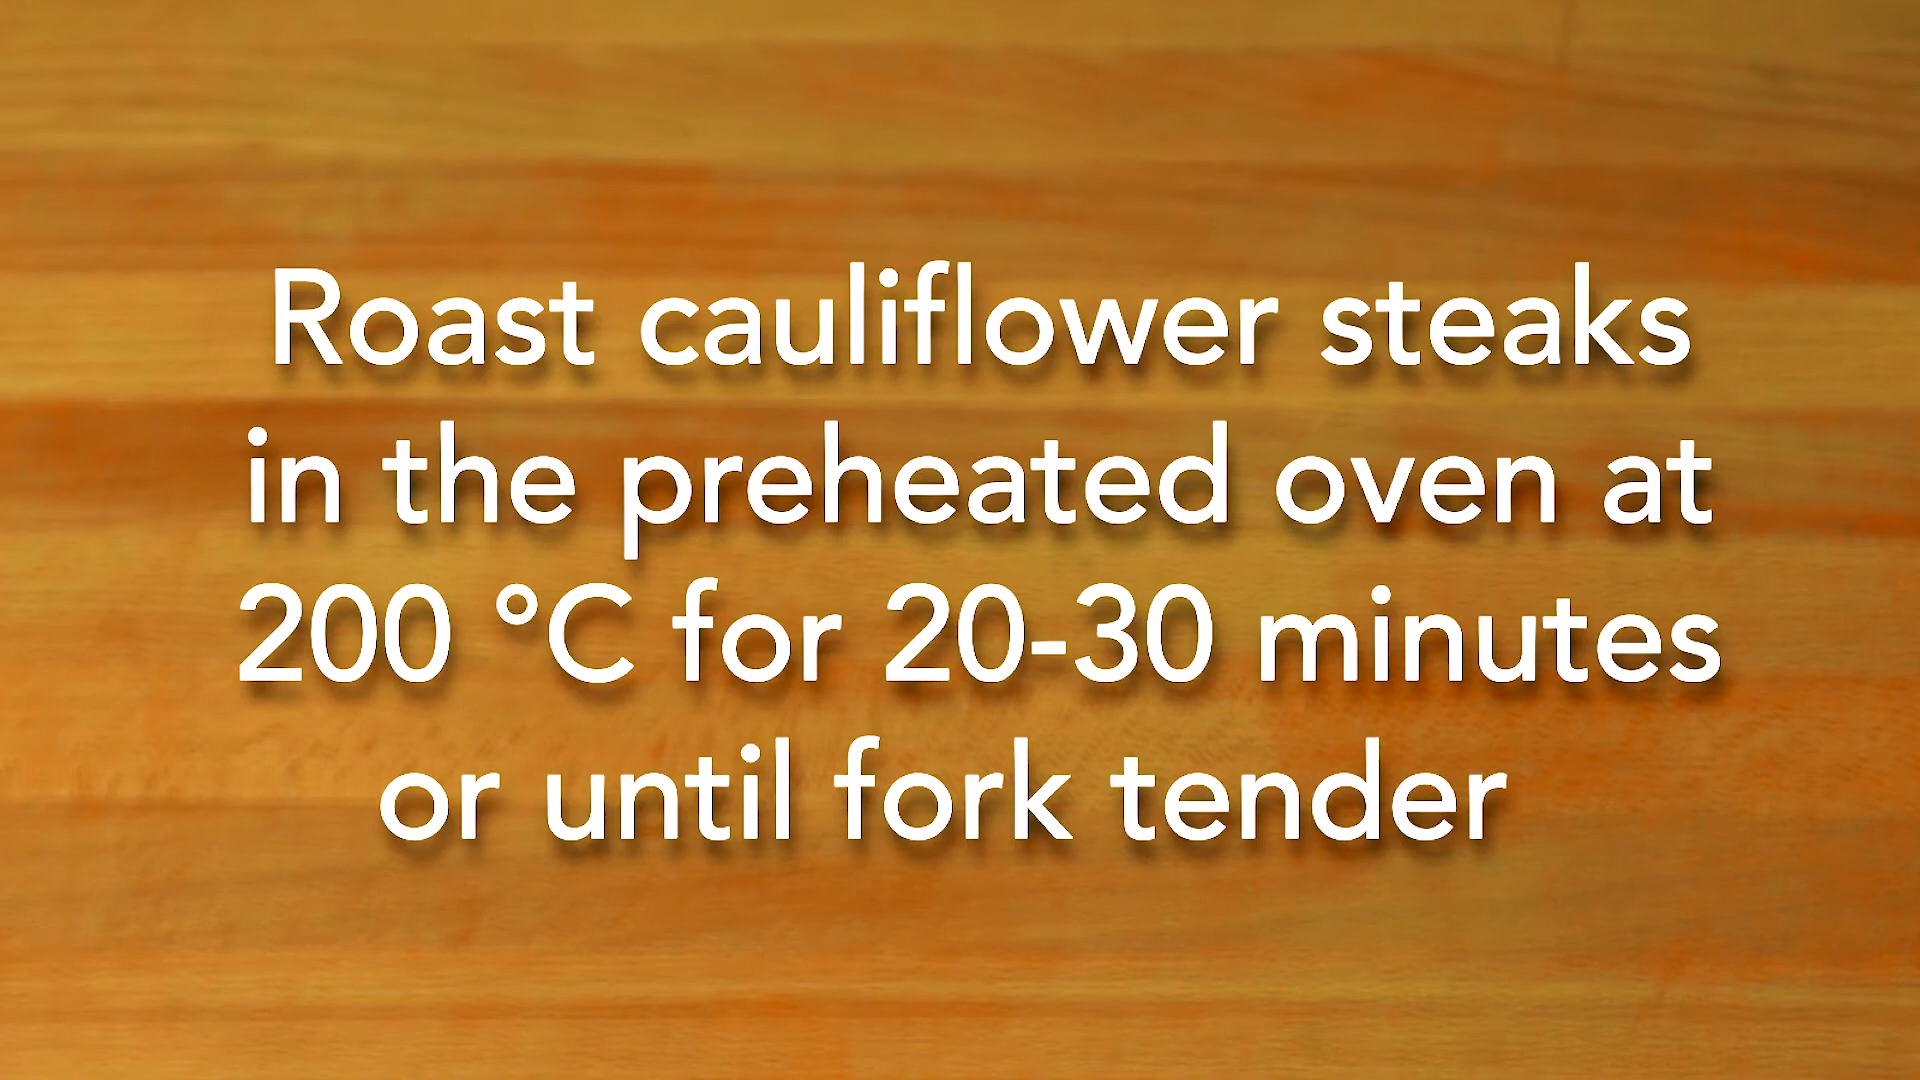 Roast cauliflower steaks
in the preheated oven at
200 °C for 20-30 minutes
or until fork tender